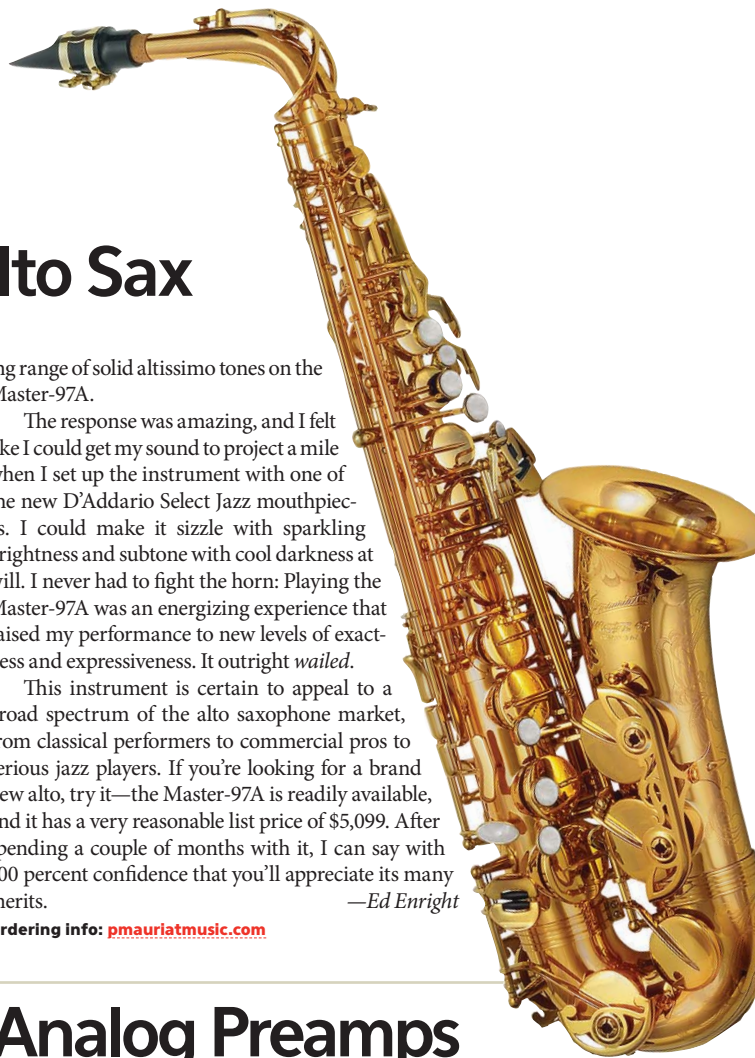 lto Sax
ng range of solid altissimo tones on the
Master-97A.
The response was amazing, and I felt
ke I could get my sound to project a mile
when I set up the instrument with one of
he new D'Addario Select Jazz mouthpiec-
s. I could make it sizzle with sparkling
rightness and subtone with cool darkness at
will. I never had to fight the horn: Playing the
Master-97A was an energizing experience that
aised my performance to new levels of exact-
ess and expressiveness. It outright wailed.
This instrument is certain to appeal to a
road spectrum of the alto saxophone market,
rom classical performers to commercial pros to
erious jazz players. If you're looking for a brand
ew alto, try it—the Master-97A is readily available,
nd it has a very reasonable list price of $5,099. After
pending a couple of months with it, I can say with
00 percent confidence that you'll appreciate its many
merits. —Ed Enright
rdering info: pmauriatmusic.com
Analog Preamps